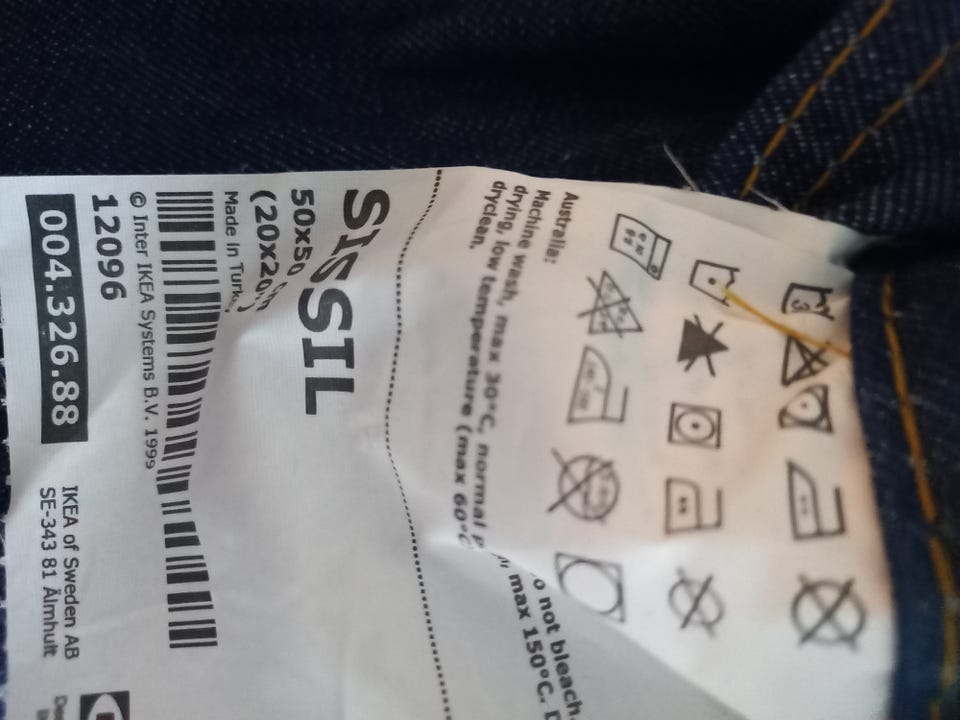 SISSIL
50x50
(20x20
Made in
© Inter IKEA Systems B.V. 1999
12096
004.326.88
IKEA of Sweden AB
SE-343 81 Älmhult
Australia:
Machine wash, max 30°C, normal
not bleach.
drying, low temperature (max 60°C
max 150°C.
dryclean.